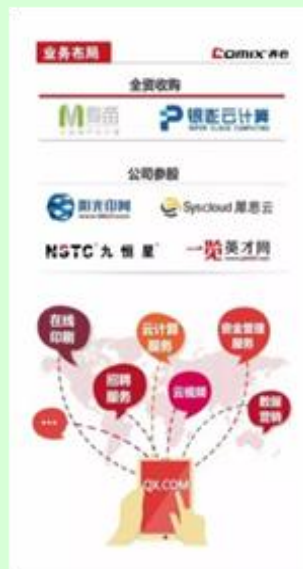 业务布局
COMIX 齐心
全资收购
M 麦苗
P 银澎云计算
公司参股
阳光印网
Syscloud 犀思云
NSTC 九恒星
一览英才网
在线
印刷
云计算
服务
资金管理
服务
招聘
服务
云视频
数据
营销
QX.COM